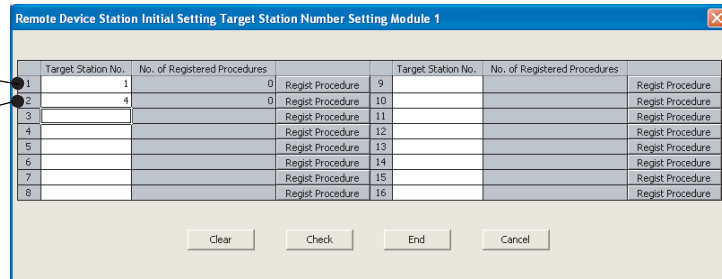 Remote Device Station Initial Setting Target Station Number Setting Module 1
Target Station No. No. of Registered Procedures Target Station No. No. of Registered Procedures
1 1 0 Regist Procedure 9 Regist Procedure
2 4 0 Regist Procedure 10 Regist Procedure
3 Regist Procedure 11 Regist Procedure
4 Regist Procedure 12 Regist Procedure
5 Regist Procedure 13 Regist Procedure
6 Regist Procedure 14 Regist Procedure
7 Regist Procedure 15 Regist Procedure
8 Regist Procedure 16 Regist Procedure
Clear Check End Cancel